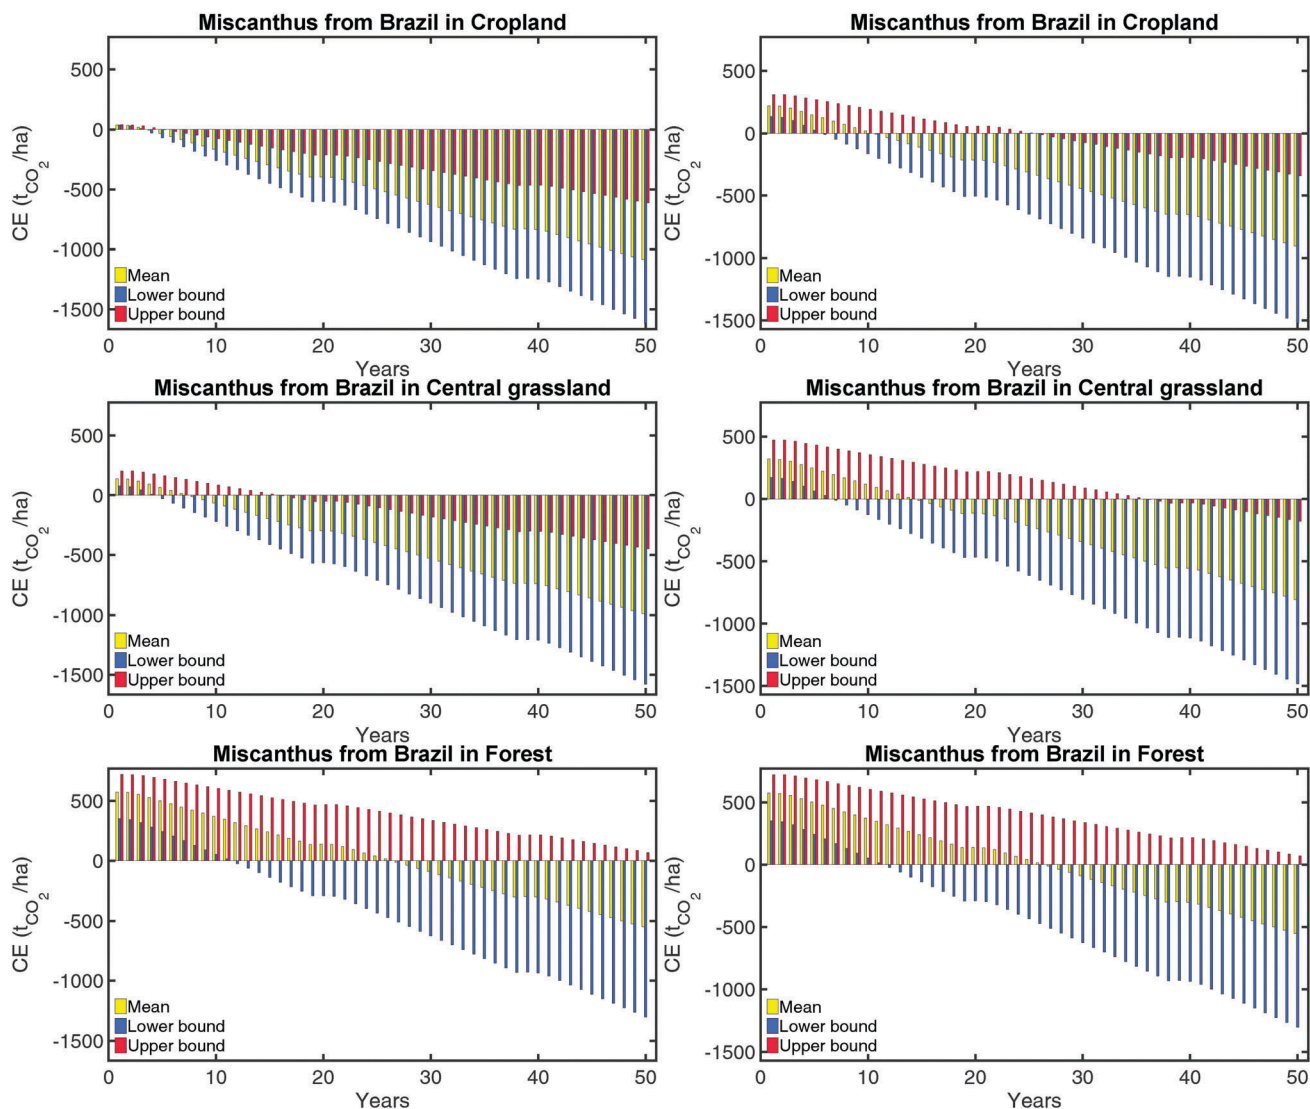 Miscanthus from Brazil in Cropland
500
0
-500
-1000
-1500
CE (tCO2/ha)
Mean
Lower bound
Upper bound
0 10 20 30 40 50
Years
Miscanthus from Brazil in Cropland
500
0
-500
-1000
-1500
CE (tCO2/ha)
Mean
Lower bound
Upper bound
0 10 20 30 40 50
Years
Miscanthus from Brazil in Central grassland
500
0
-500
-1000
-1500
CE (tCO2/ha)
Mean
Lower bound
Upper bound
0 10 20 30 40 50
Years
Miscanthus from Brazil in Central grassland
500
0
-500
-1000
-1500
CE (tCO2/ha)
Mean
Lower bound
Upper bound
0 10 20 30 40 50
Years
Miscanthus from Brazil in Forest
500
0
-500
-1000
-1500
CE (tCO2/ha)
Mean
Lower bound
Upper bound
0 10 20 30 40 50
Years
Miscanthus from Brazil in Forest
500
0
-500
-1000
-1500
CE (tCO2/ha)
Mean
Lower bound
Upper bound
0 10 20 30 40 50
Years